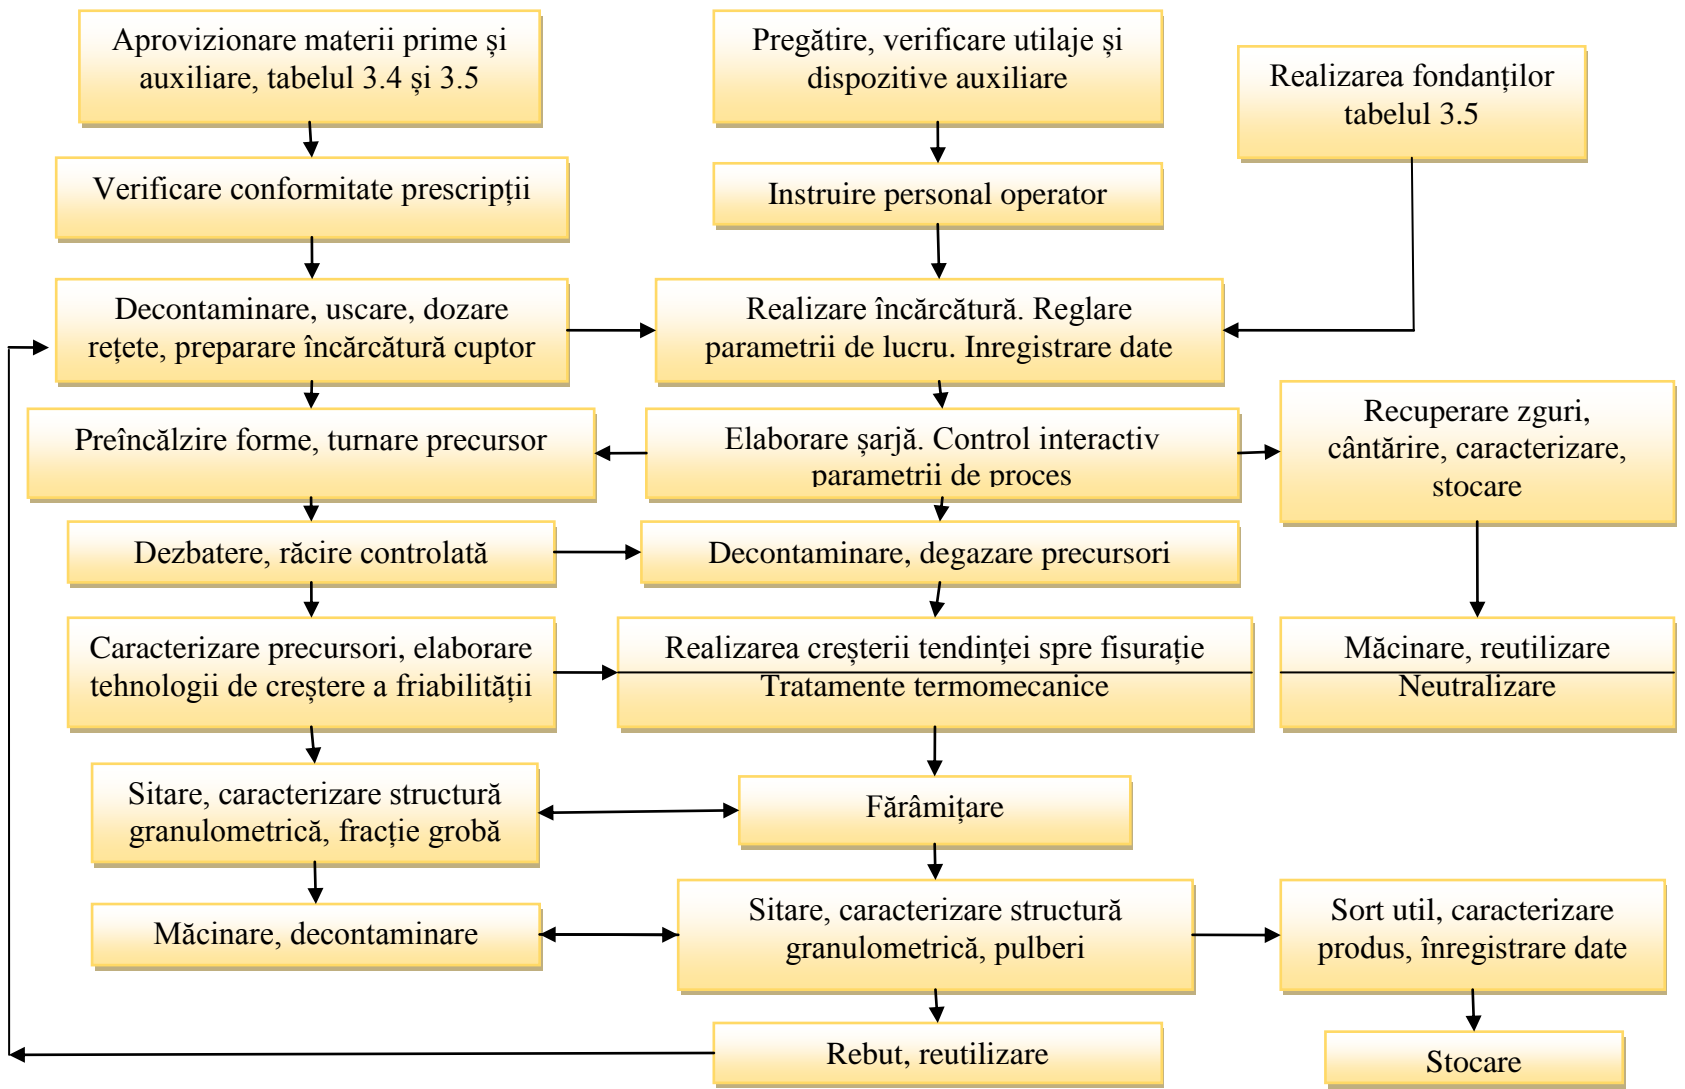 Aprovizionare materii prime și
auxiliare, tabelul 3.4 și 3.5
Pregătire, verificare utilaje și
dispozitive auxiliare
Realizarea fondanților
tabelul 3.5
Verificare conformitate prescripții
Instruire personal operator
Decontaminare, uscare, dozare
rețete, preparare încărcătură cuptor
Realizare încărcătură. Reglare
parametrii de lucru. Inregistrare date
Preîncălzire forme, turnare precursor
Elaborare șarjă. Control interactiv
parametrii de proces
Recuperare zguri,
cântărire, caracterizare,
stocare
Dezbatere, răcire controlată
Decontaminare, degazare precursori
Caracterizare precursori, elaborare
tehnologii de creștere a friabilității
Realizarea creșterii tendinței spre fisurație
Tratamente termomecanice
Măcinare, reutilizare
Neutralizare
Sitare, caracterizare structură
granulometrică, fracție grobă
Fărâmițare
Măcinare, decontaminare
Sitare, caracterizare structură
granulometrică, pulberi
Sort util, caracterizare
produs, înregistrare date
Rebut, reutilizare
Stocare